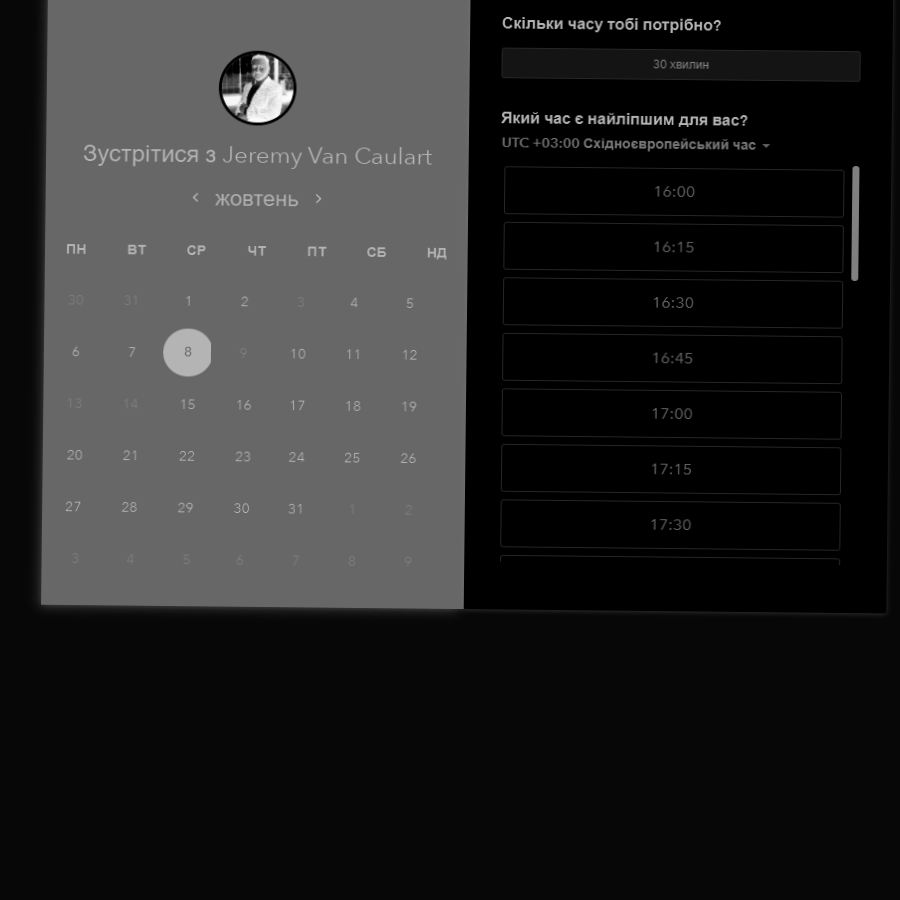 Зустрітися з Jeremy Van Caulart
жовтень
ПН ВТ СР ЧТ ПТ СБ НД
30 31 1 2 3 4 5
6 7 8 9 10 11 12
13 14 15 16 17 18 19
20 21 22 23 24 25 26
27 28 29 30 31 1 2
3 4 5 6 7 8 9
Скільки часу тобі потрібно?
30 хвилин
Який час є найліпшим для вас?
UTC +03:00 Східноєвропейський час
16:00
16:15
16:30
16:45
17:00
17:15
17:30